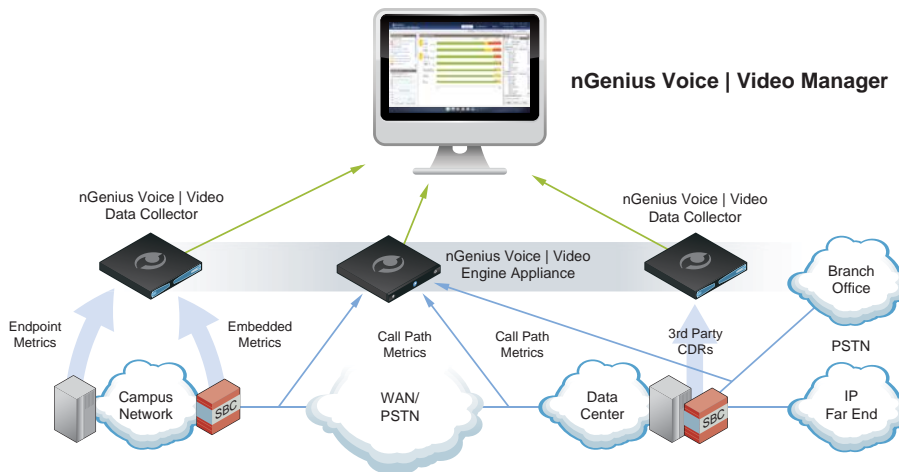 nGenius Voice | Video Manager
nGenius Voice | Video
Data Collector
nGenius Voice | Video
Data Collector
nGenius Voice | Video
Engine Appliance
Branch
Office
Endpoint
Metrics
Embedded
Metrics
Call Path
Metrics
Call Path
Metrics
3rd Party
CDRs
PSTN
Campus
Network
SBC
WAN/
PSTN
Data
Center
SBC
IP
Far End